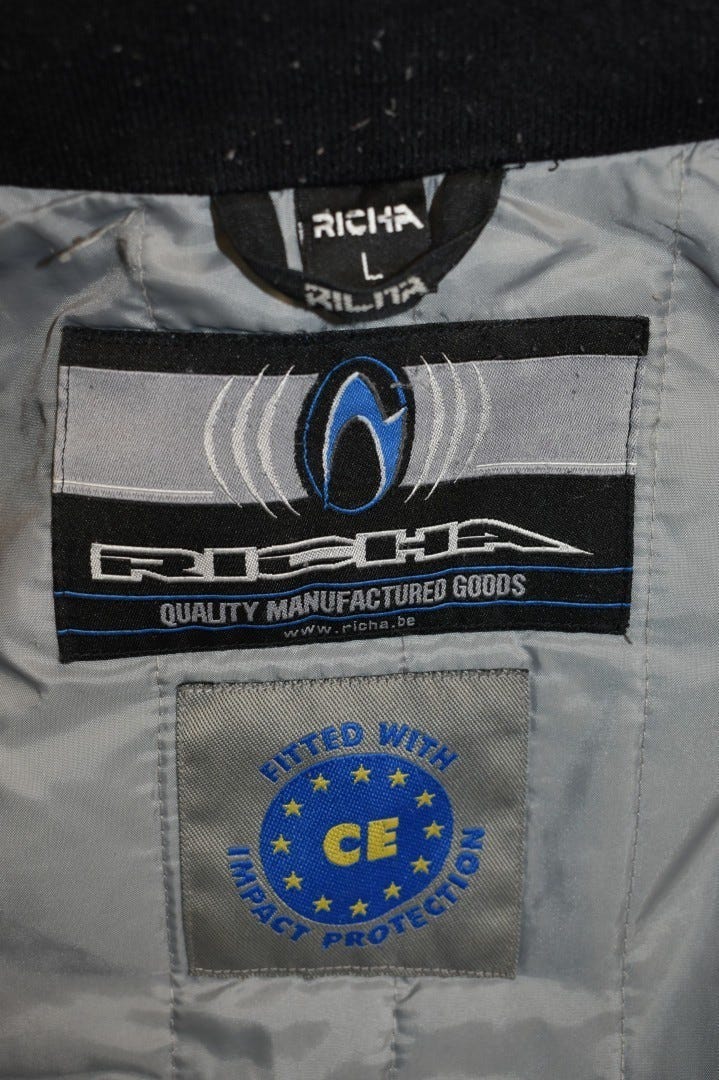 RICHA
L
RICHA
RICHA
QUALITY MANUFACTURED GOODS
www.richa.be
FITTED WITH
CE
IMPACT PROTECTION